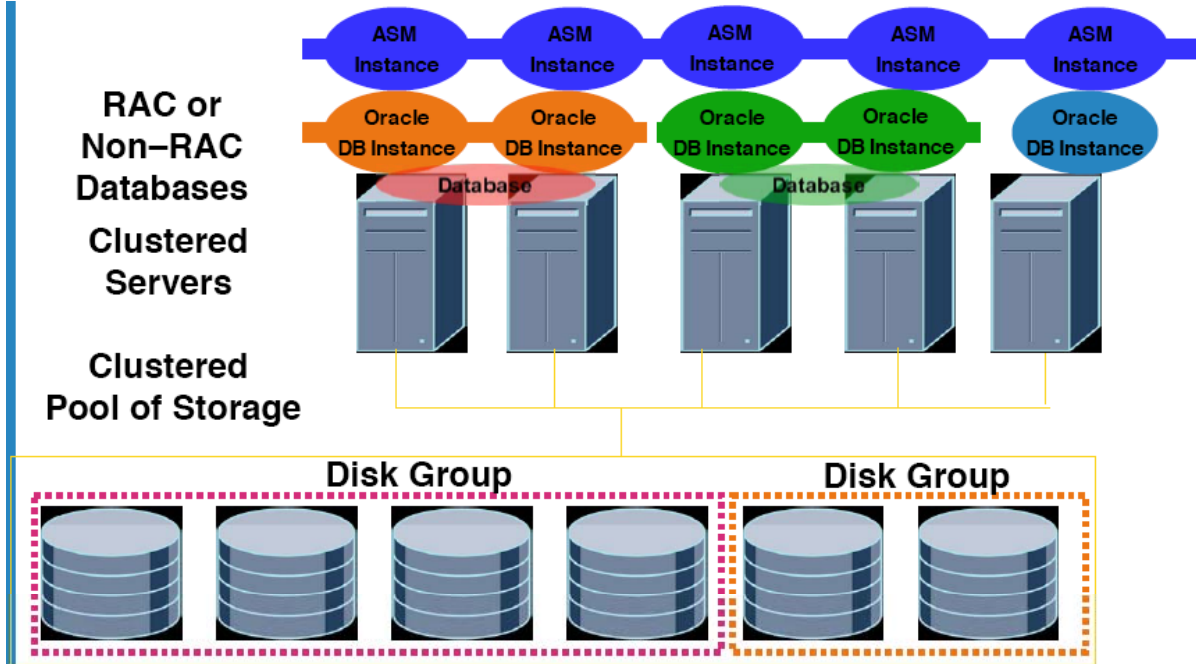 ASM
Instance
ASM
Instance
ASM
Instance
ASM
Instance
ASM
Instance
RAC or
Non–RAC
Databases
Oracle
DB Instance
Oracle
DB Instance
Oracle
DB Instance
Oracle
DB Instance
Oracle
DB Instance
Database
Database
Clustered
Servers
Clustered
Pool of Storage
Disk Group
Disk Group